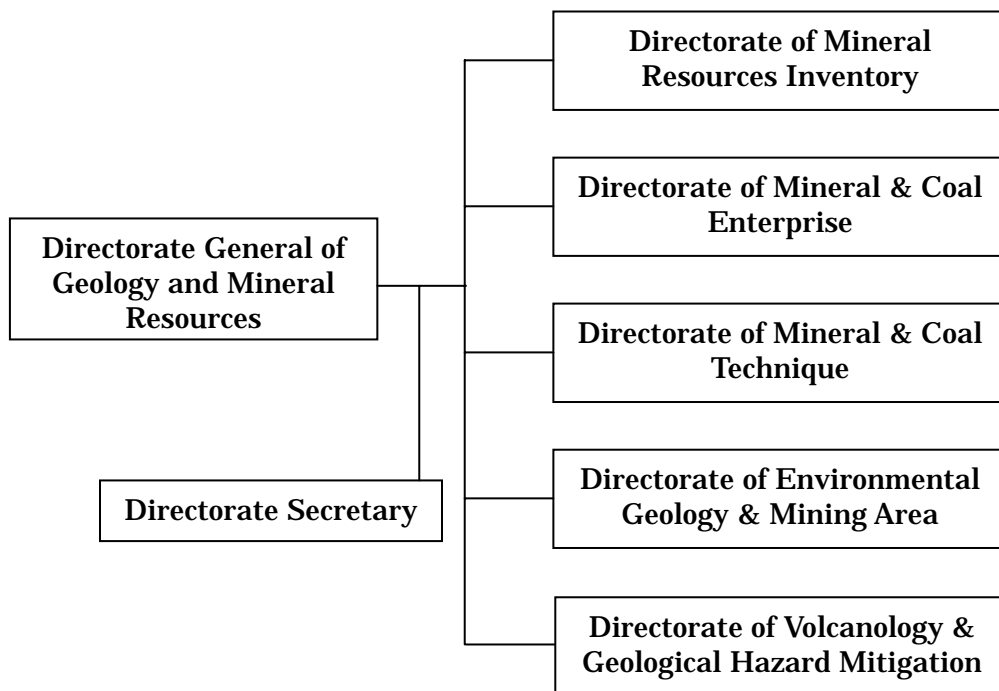 Directorate of Mineral
Resources Inventory
Directorate of Mineral & Coal
Enterprise
Directorate General of
Geology and Mineral
Resources
Directorate of Mineral & Coal
Technique
Directorate of Environmental
Geology & Mining Area
Directorate Secretary
Directorate of Volcanology &
Geological Hazard Mitigation